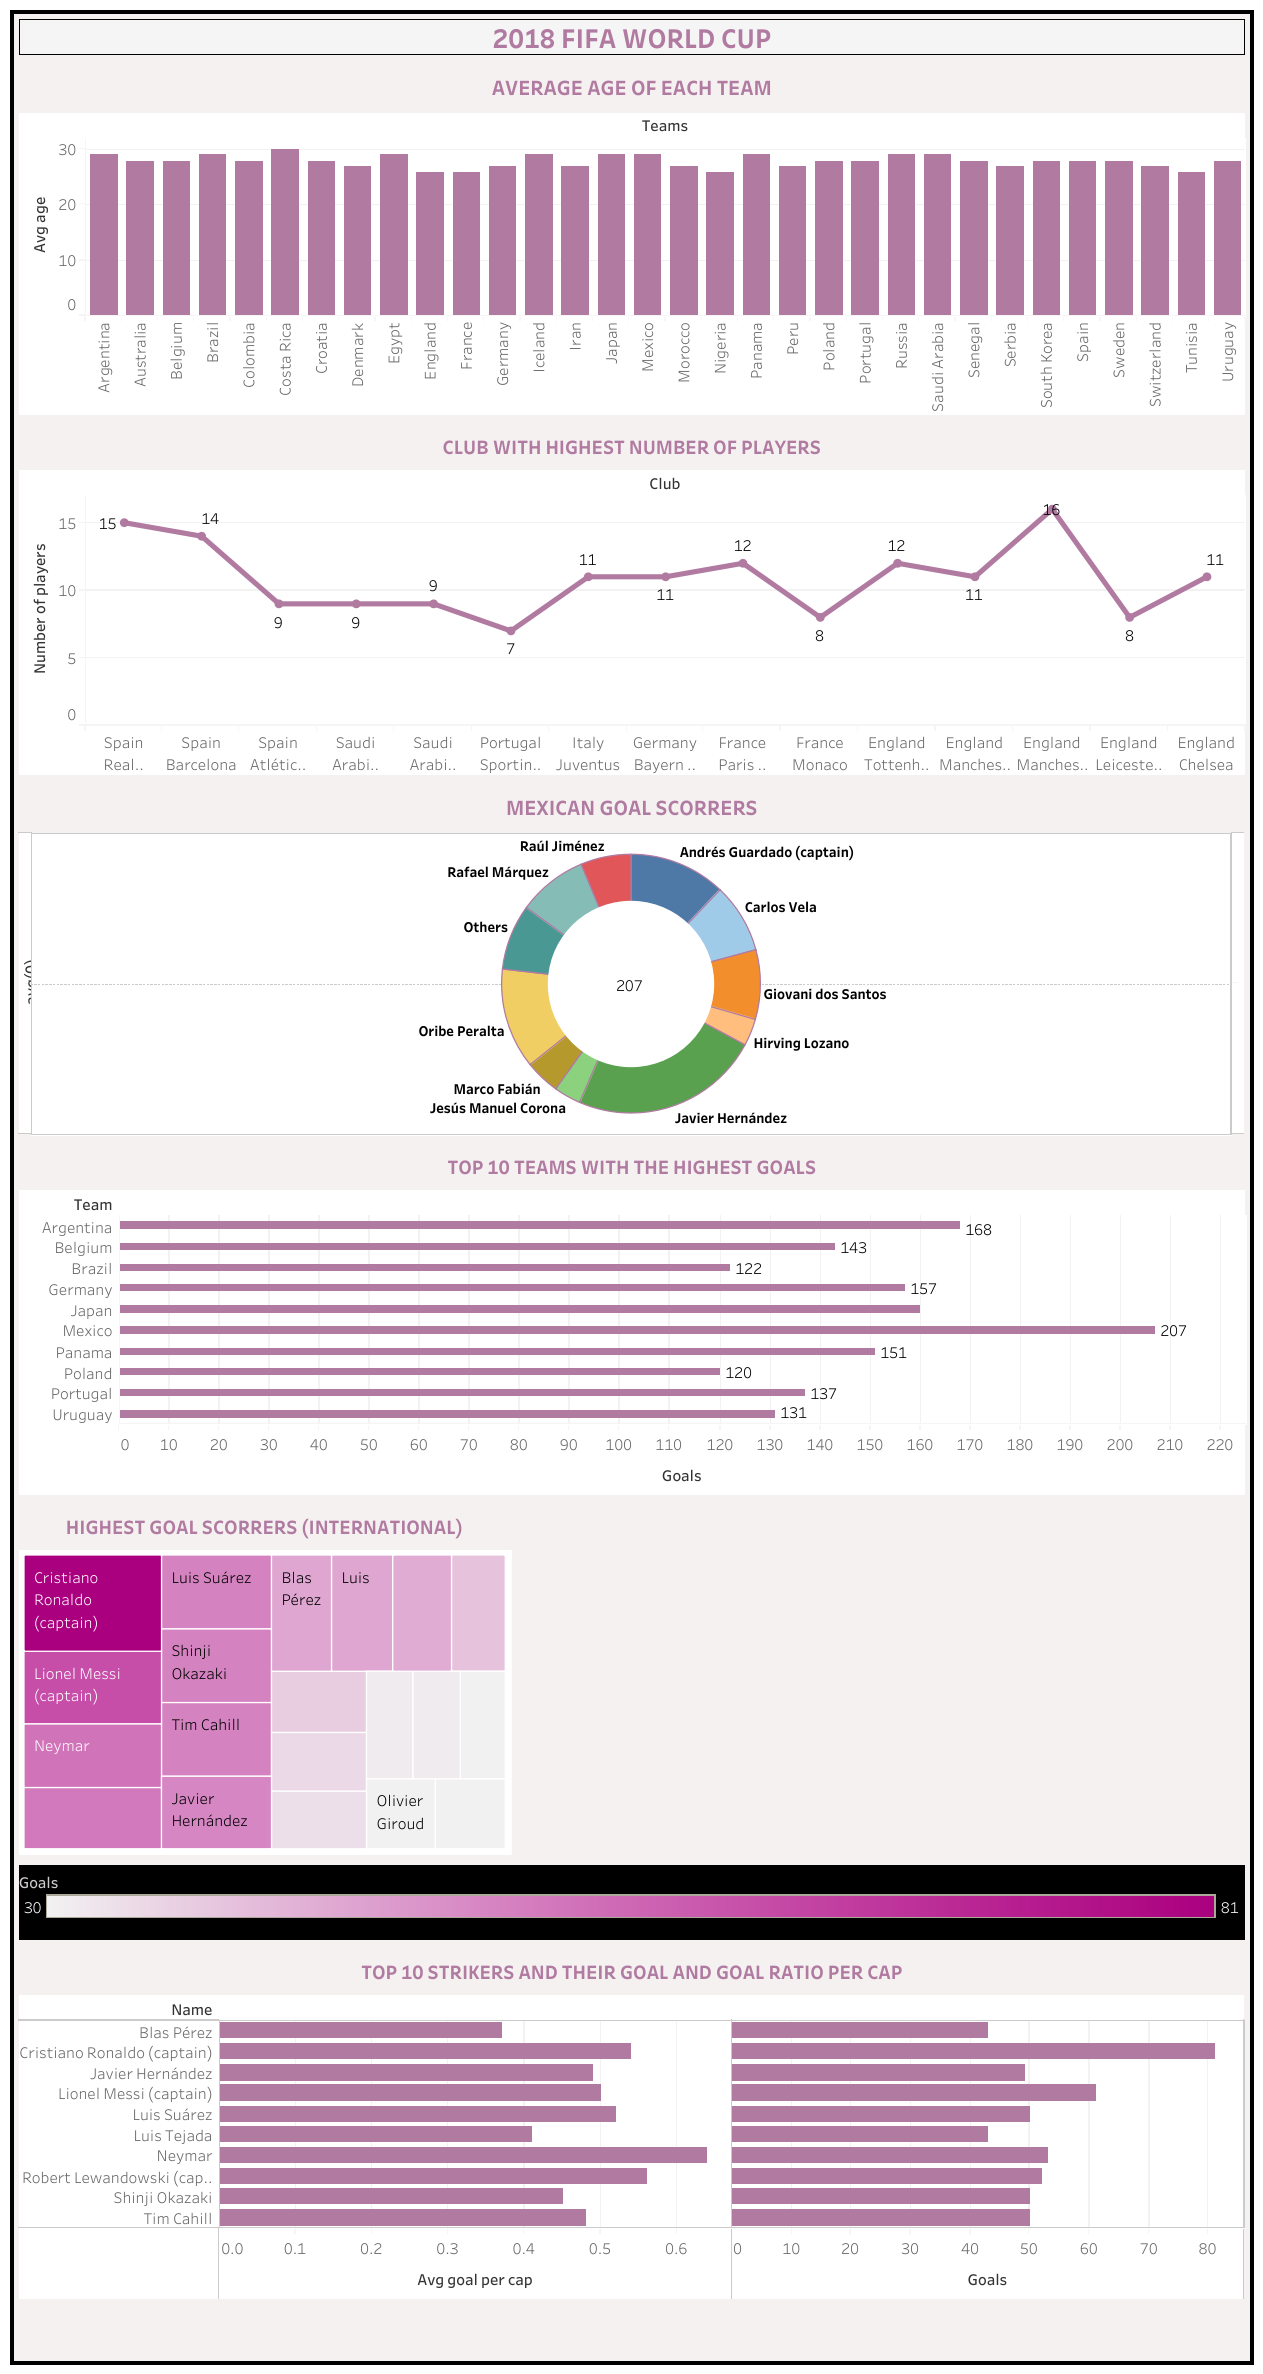 2018 FIFA WORLD CUP
AVERAGE AGE OF EACH TEAM
Teams
30
20
10
0
Avg age
Argentina
Australia
Belgium
Brazil
Colombia
Costa Rica
Croatia
Denmark
Egypt
England
France
Germany
Iceland
Iran
Japan
Mexico
Morocco
Nigeria
Panama
Peru
Poland
Portugal
Russia
Saudi Arabia
Senegal
Serbia
South Korea
Spain
Sweden
Switzerland
Tunisia
Uruguay
CLUB WITH HIGHEST NUMBER OF PLAYERS
Club
15
10
5
0
Number of players
15
14
9
9
9
7
11
11
12
8
12
11
16
8
11
Spain Real..
Spain Barcelona
Spain Atlétic..
Saudi Arabi..
Saudi Arabi..
Portugal Sportin..
Italy Juventus
Germany Bayern ..
France Paris ..
France Monaco
England Tottenh..
England Manches..
England Manches..
England Leiceste..
England Chelsea
MEXICAN GOAL SCORRERS
Raúl Jiménez
Andrés Guardado (captain)
Rafael Márquez
Carlos Vela
Others
207
Giovani dos Santos
Oribe Peralta
Hirving Lozano
Marco Fabián
Jesús Manuel Corona
Javier Hernández
TOP 10 TEAMS WITH THE HIGHEST GOALS
Team
Argentina 168
Belgium 143
Brazil 122
Germany 157
Japan
Mexico 207
Panama 151
Poland 120
Portugal 137
Uruguay 131
0 10 20 30 40 50 60 70 80 90 100 110 120 130 140 150 160 170 180 190 200 210 220
Goals
HIGHEST GOAL SCORRERS (INTERNATIONAL)
Cristiano
Ronaldo
(captain)
Lionel Messi
(captain)
Neymar
Luis Suárez
Shinji
Okazaki
Tim Cahill
Javier
Hernández
Blas
Pérez
Luis
Olivier
Giroud
Goals
30 81
TOP 10 STRIKERS AND THEIR GOAL AND GOAL RATIO PER CAP
Name
Blas Pérez
Cristiano Ronaldo (captain)
Javier Hernández
Lionel Messi (captain)
Luis Suárez
Luis Tejada
Neymar
Robert Lewandowski (cap..
Shinji Okazaki
Tim Cahill
0.0 0.1 0.2 0.3 0.4 0.5 0.6 0 10 20 30 40 50 60 70 80
Avg goal per cap Goals